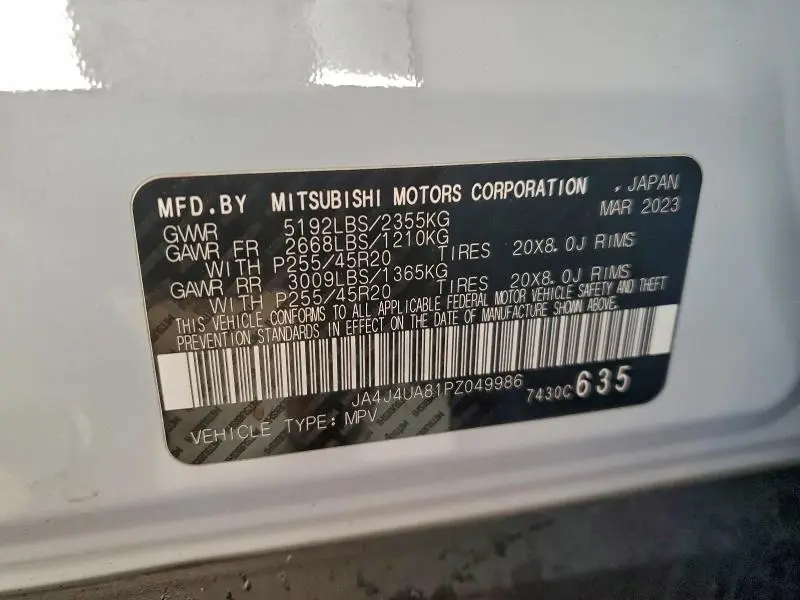 MFD.BY MITSUBISHI MOTORS CORPORATION , JAPAN
MAR 2023
GVWR 5192LBS/2355KG
GAWR FR 2668LBS/1210KG
WITH P255/45R20 TIRES 20X8.0J RIMS
GAWR RR 3009LBS/1365KG
WITH P255/45R20 TIRES 20X8.0J RIMS
THIS VEHICLE CONFORMS TO ALL APPLICABLE FEDERAL MOTOR VEHICLE SAFETY AND THEFT
PREVENTION STANDARDS IN EFFECT ON THE DATE OF MANUFACTURE SHOWN ABOVE.
JA4J4UA81PZ049986
7430C635
VEHICLE TYPE: MPV